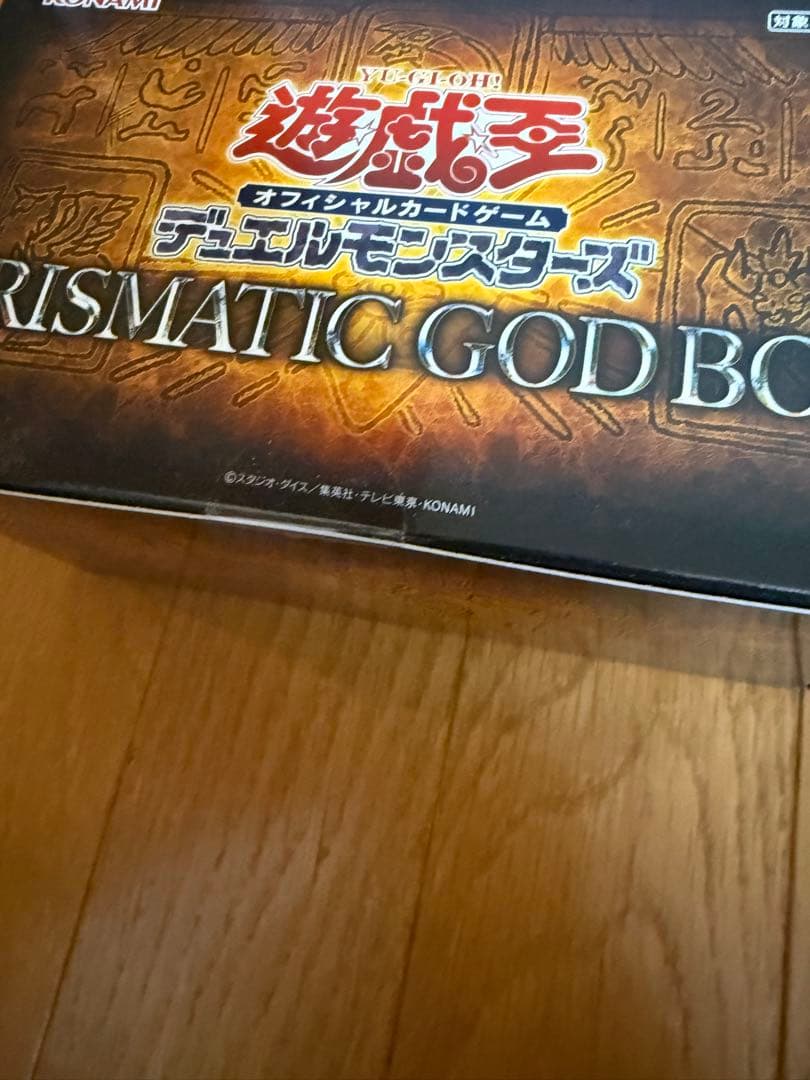 KONAMI
対象
YU-GI-OH!
遊☆戯☆王
オフィシャルカードゲーム
デュエルモンスターズ
RISMATIC GOD BO
©スタジオ・ダイス／集英社・テレビ東京・KONAMI